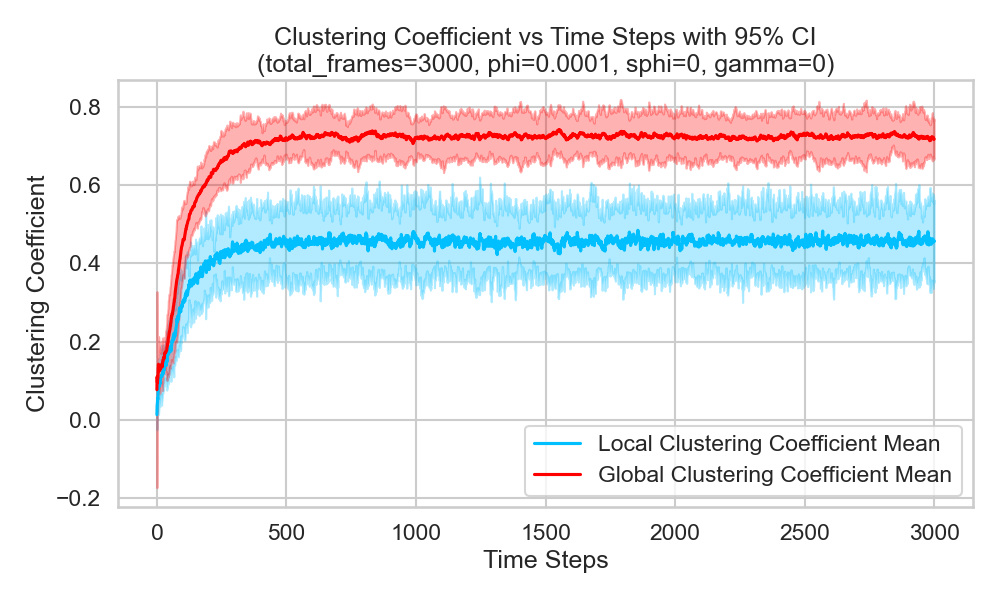 Clustering Coefficient vs Time Steps with 95% CI
(total_frames=3000, phi=0.0001, sphi=0, gamma=0)
Clustering Coefficient
0.8
0.6
0.4
0.2
0.0
−0.2
Local Clustering Coefficient Mean
Global Clustering Coefficient Mean
0 500 1000 1500 2000 2500 3000
Time Steps